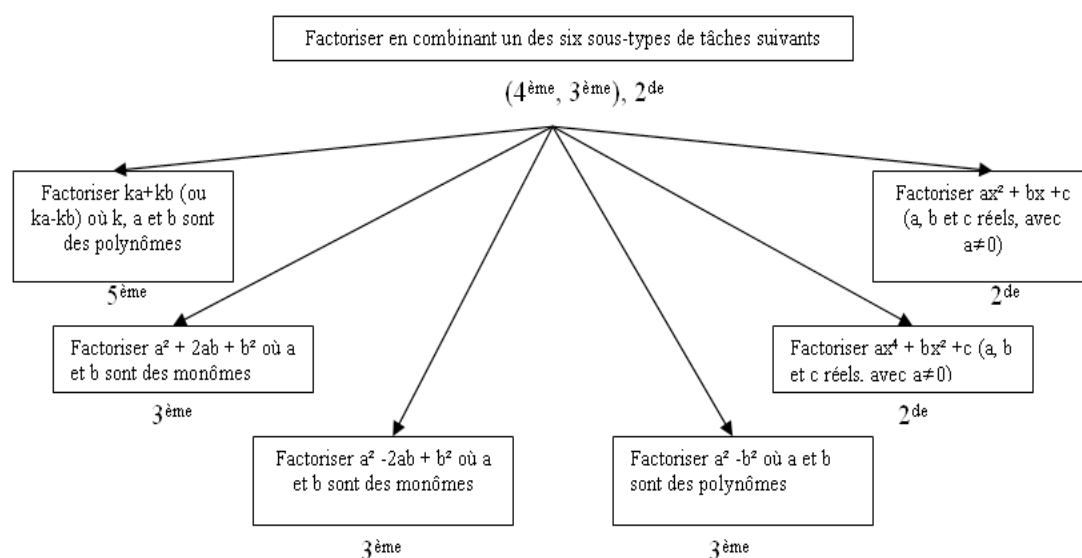 Factoriser en combinant un des six sous-types de tâches suivants
(4ème, 3ème), 2de
Factoriser ka+kb (ou
ka-kb) où k, a et b sont
des polynômes
5ème
Factoriser ax² + bx +c
(a, b et c réels, avec
a≠0)
2de
Factoriser a² + 2ab + b² où a
et b sont des monômes
3ème
Factoriser ax⁴ + bx² +c (a, b
et c réels. avec a≠0)
2de
Factoriser a² -2ab + b² où a
et b sont des monômes
3ème
Factoriser a² -b² où a et b
sont des polynômes
3ème